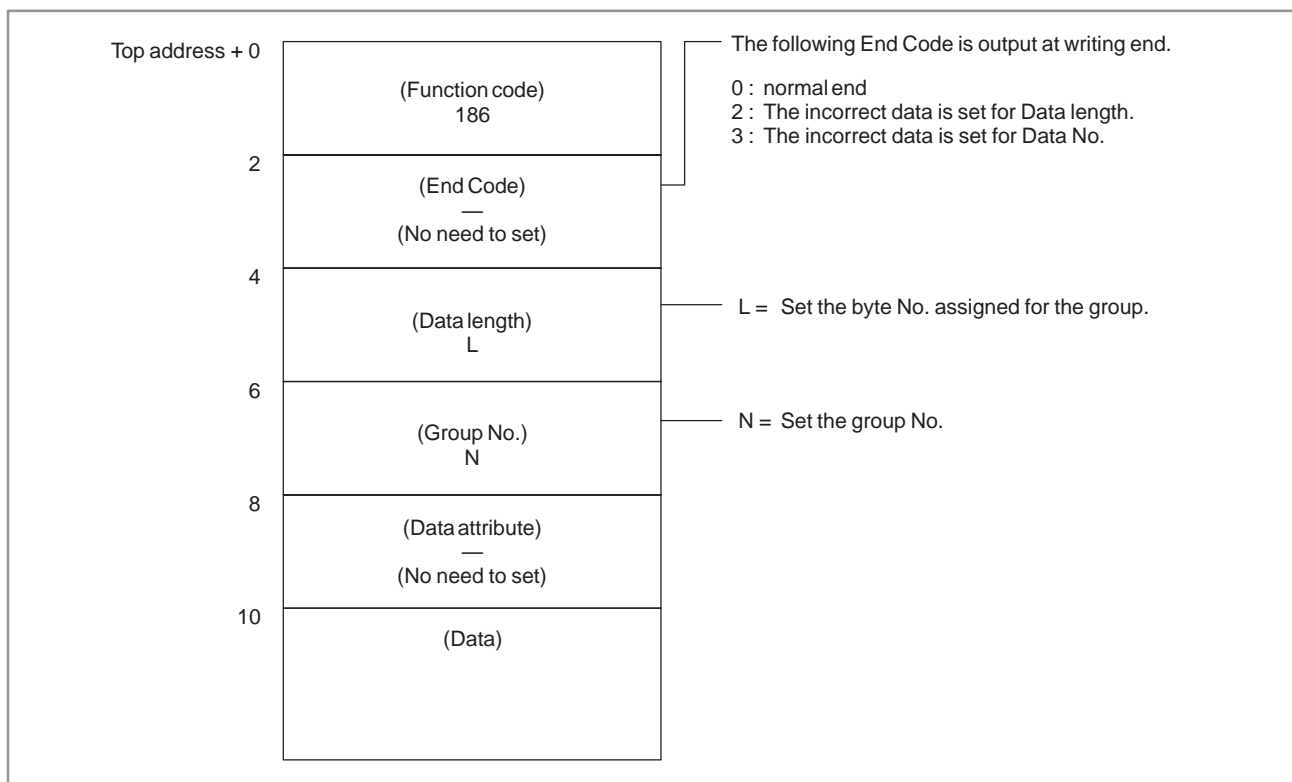 Top address + 0
The following End Code is output at writing end.
(Function code)
186
0 : normal end
2 : The incorrect data is set for Data length.
3 : The incorrect data is set for Data No.
2
(End Code)
—
(No need to set)
4
(Data length)
L
L = Set the byte No. assigned for the group.
6
(Group No.)
N
N = Set the group No.
8
(Data attribute)
—
(No need to set)
10
(Data)